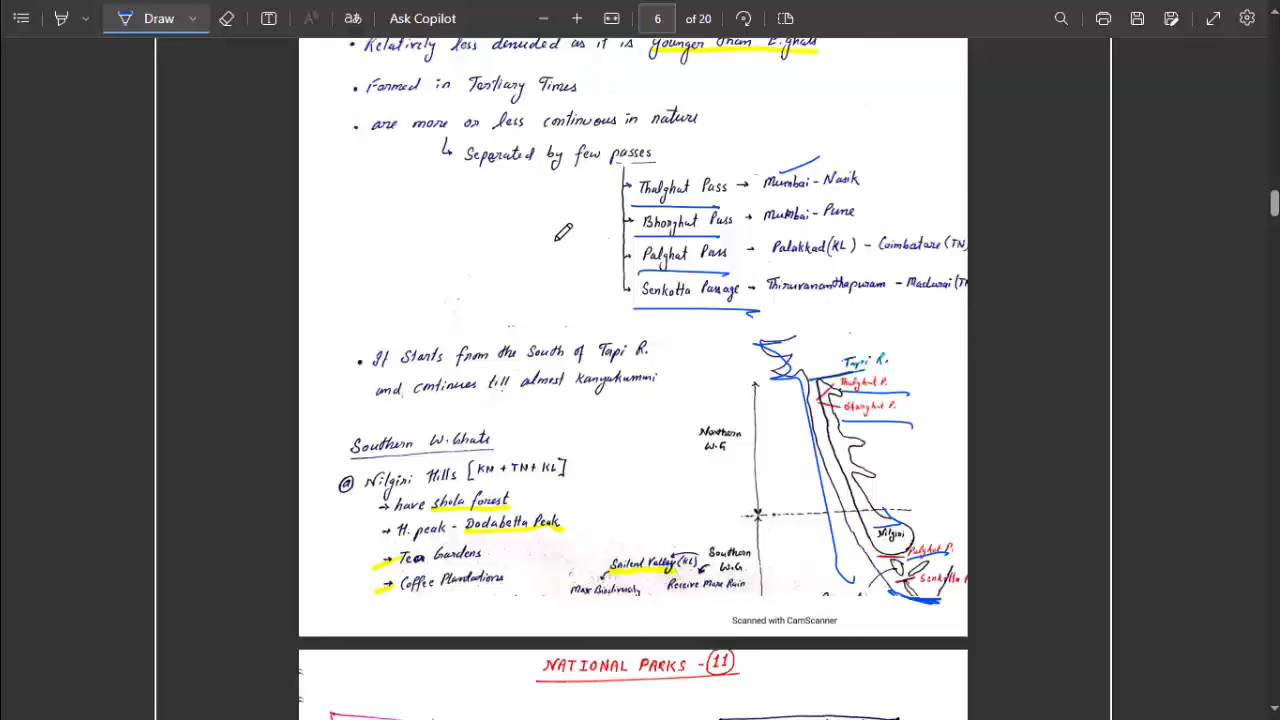 Draw
Ask Copilot
6 of 20
• Relatively less denuded as it is younger than E.ghats
• Formed in Tertiary Times
• are more or less continuous in nature
↳ Separated by few passes
Thalghat Pass → Mumbai - Nasik
Bhorghat Pass → Mumbai - Pune
Palghat Pass - Palakkad (KL) - Coimbatore (TN)
Senkotta Passage → Thiruvananthapuram - Madurai (TN
• It starts from the South of Tapi R.
and continues till almost Kanyakumari
Tapi R.
Thalghat P.
Bhorghat P.
Northern
W.G
Southern W.Ghats
@ Nilgiri Hills [KN + TN + KL]
→ have shola forest
→ H. peak - Dodabetta Peak
→ Tea Gardens
→ Coffee Plantations
Nilgiri
Palghat P.
Senkotta P
Southern
W.G.
Sailent Valley (KL)
Max Biodiversity
Receive More Rain
Scanned with CamScanner
NATIONAL PARKS - 11